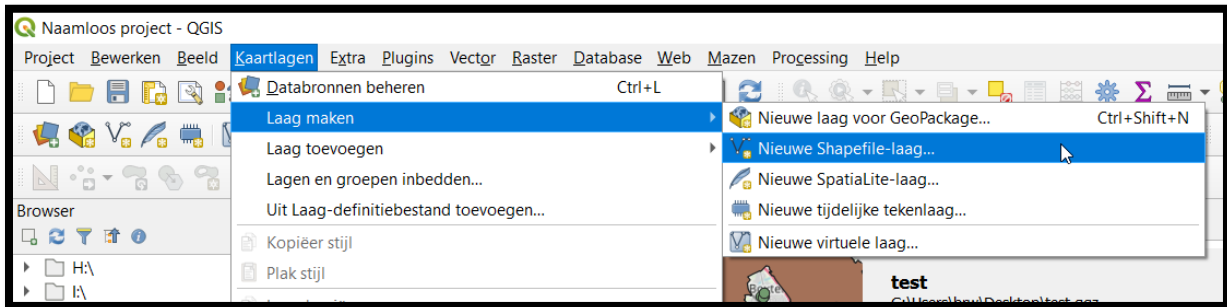 Naamloos project - QGIS
Project Bewerken Beeld Kaartlagen Extra Plugins Vector Raster Database Web Mazen Processing Help
Databronnen beheren Ctrl+L
Laag maken
Nieuwe laag voor GeoPackage... Ctrl+Shift+N
Laag toevoegen
Nieuwe Shapefile-laag...
Lagen en groepen inbedden...
Nieuwe SpatiaLite-laag...
Uit Laag-definitiebestand toevoegen...
Nieuwe tijdelijke tekenlaag...
Kopiëer stijl
Nieuwe virtuele laag...
Plak stijl
Browser
H:\
I:\
test